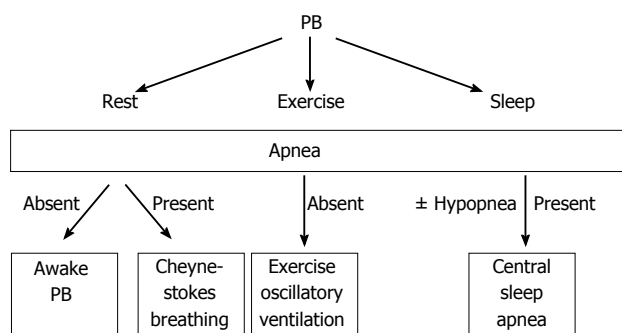 PB
Rest Exercise Sleep
Apnea
Absent Present Absent ± Hypopnea Present
Awake Cheyne- Exercise Central
PB stokes oscillatory sleep
breathing ventilation apnea